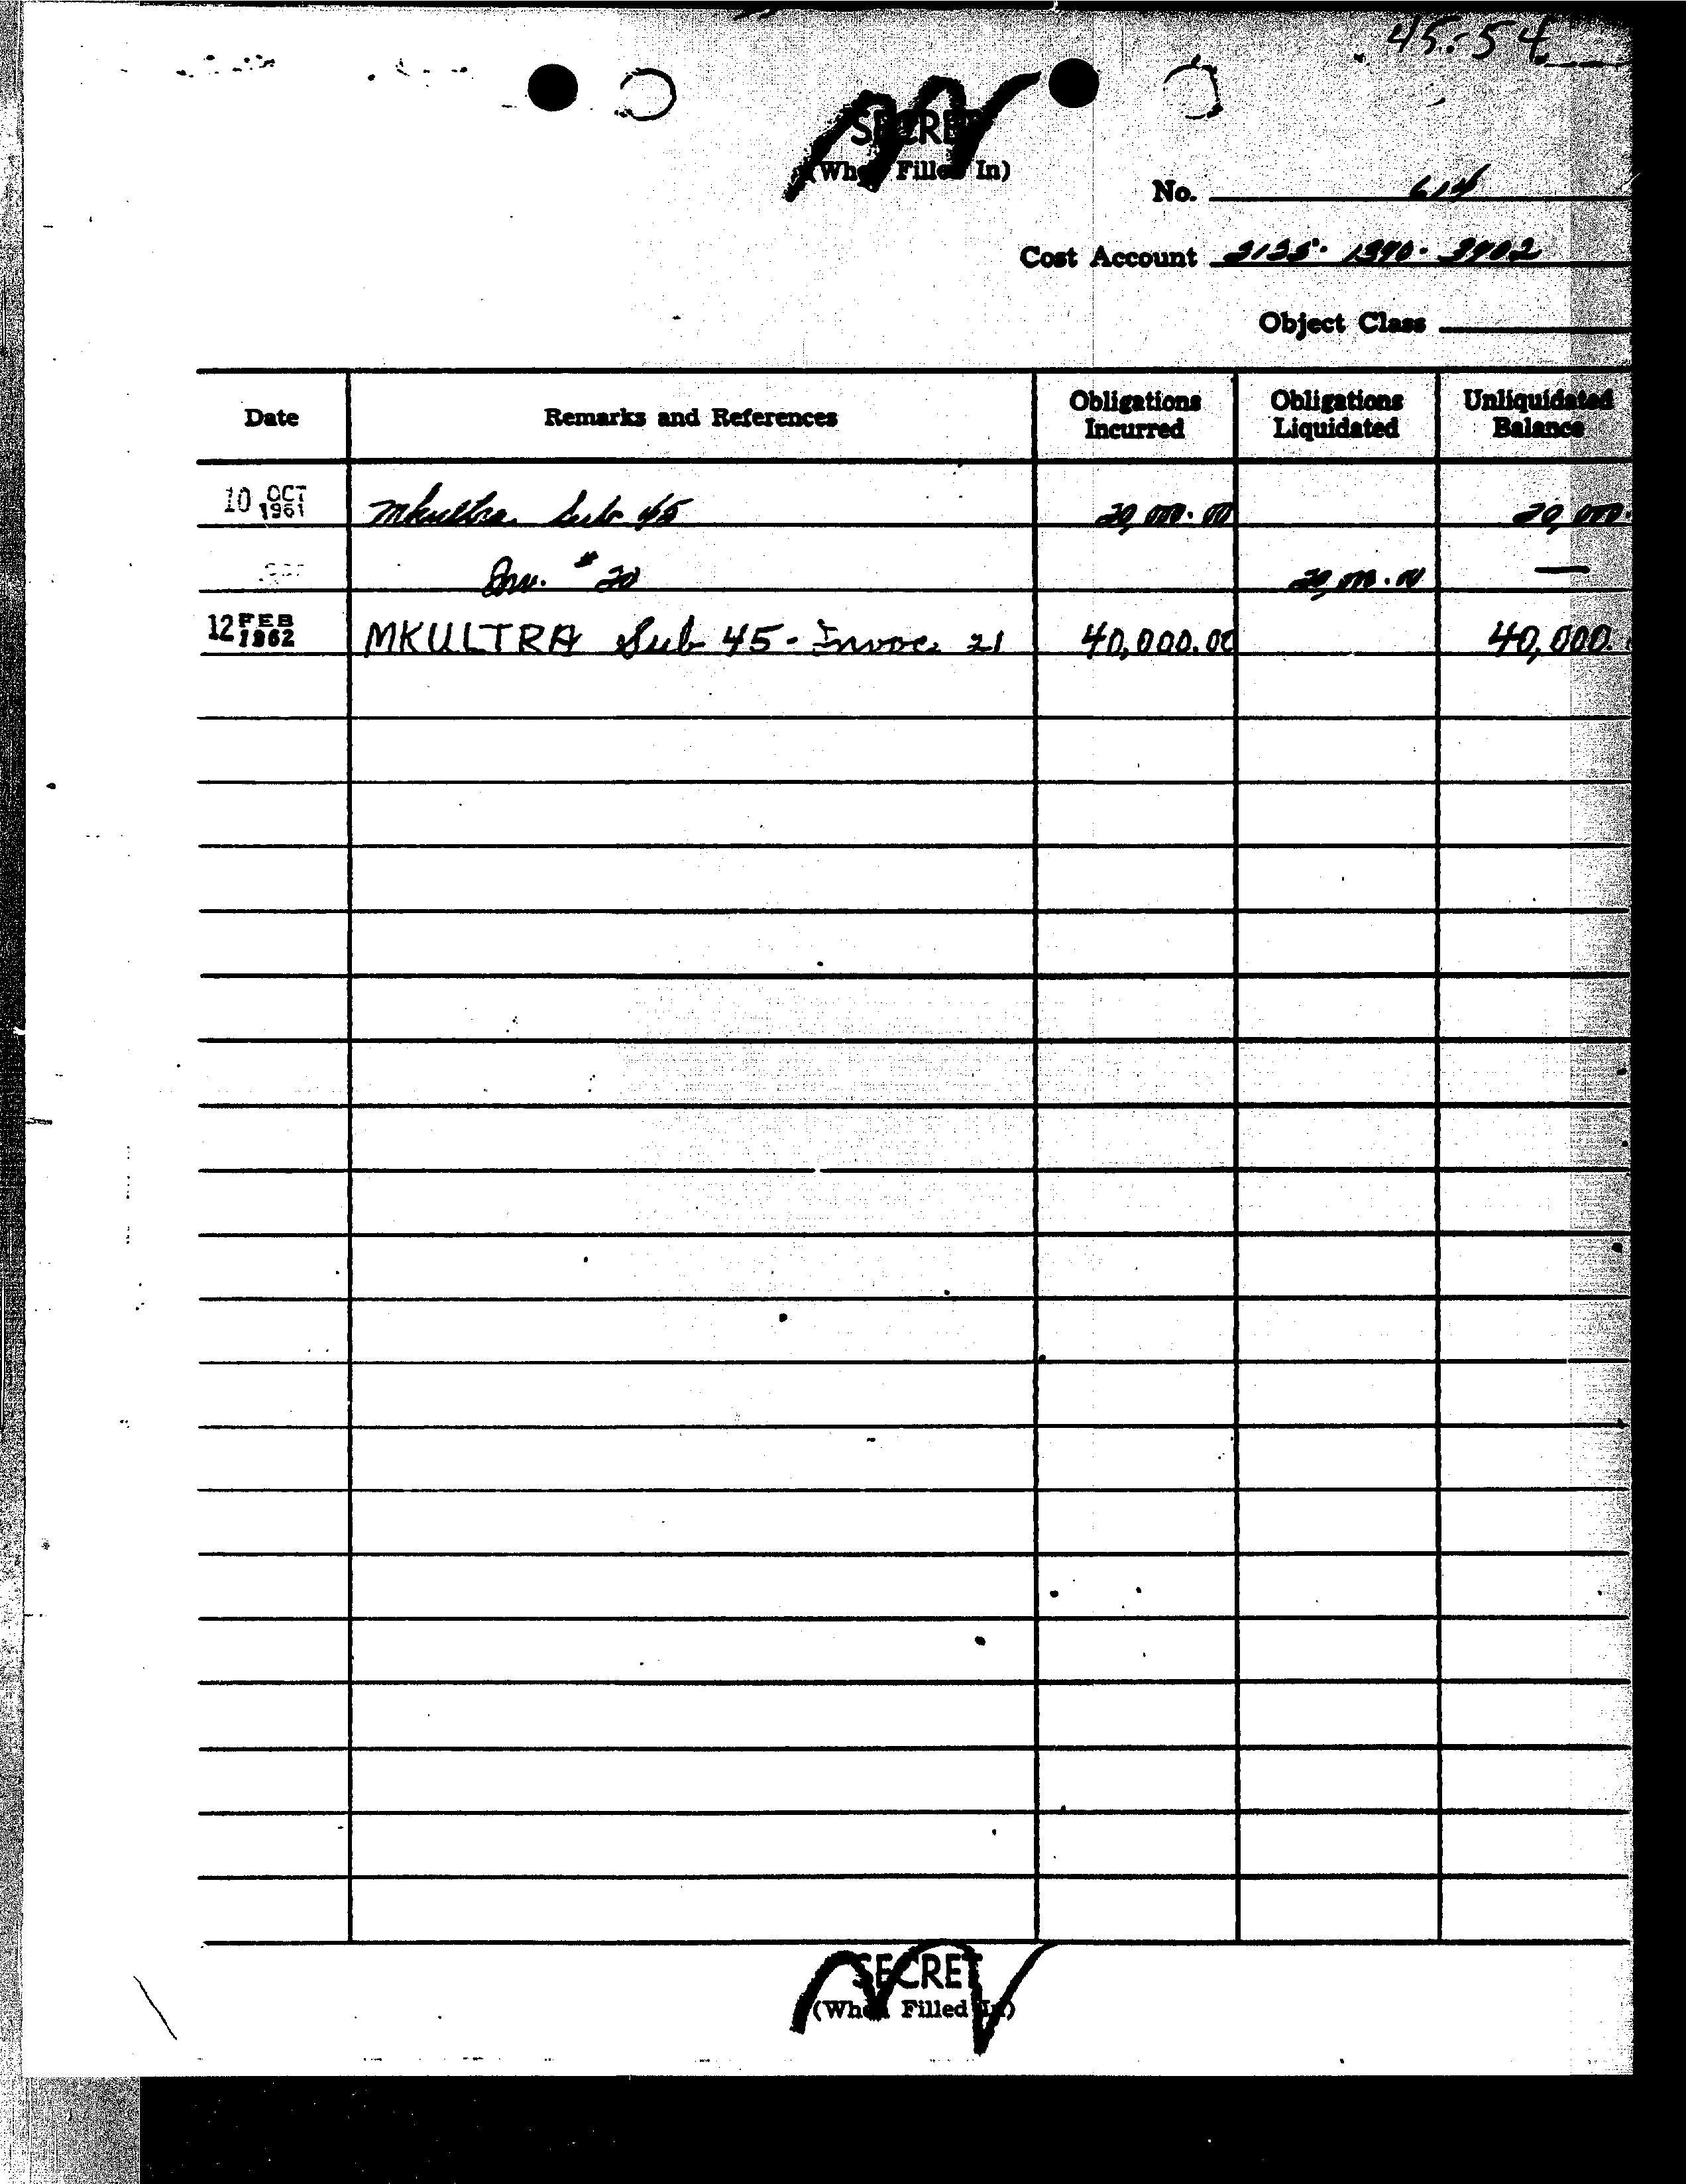 45-54
SECRET
(When Filled In)
No. 614
Cost Account 2125-1390-3902
Object Class
Date Remarks and References Obligations Incurred Obligations Liquidated Unliquidated Balance
10 OCT 1961 Mkultra Sub 45 20,000.00 20,000.
Inv. # 20 20,000.00 —
12 FEB 1962 MKULTRA Sub 45 - Invoc. 21 40,000.00 40,000.
SECRET
(When Filled In)